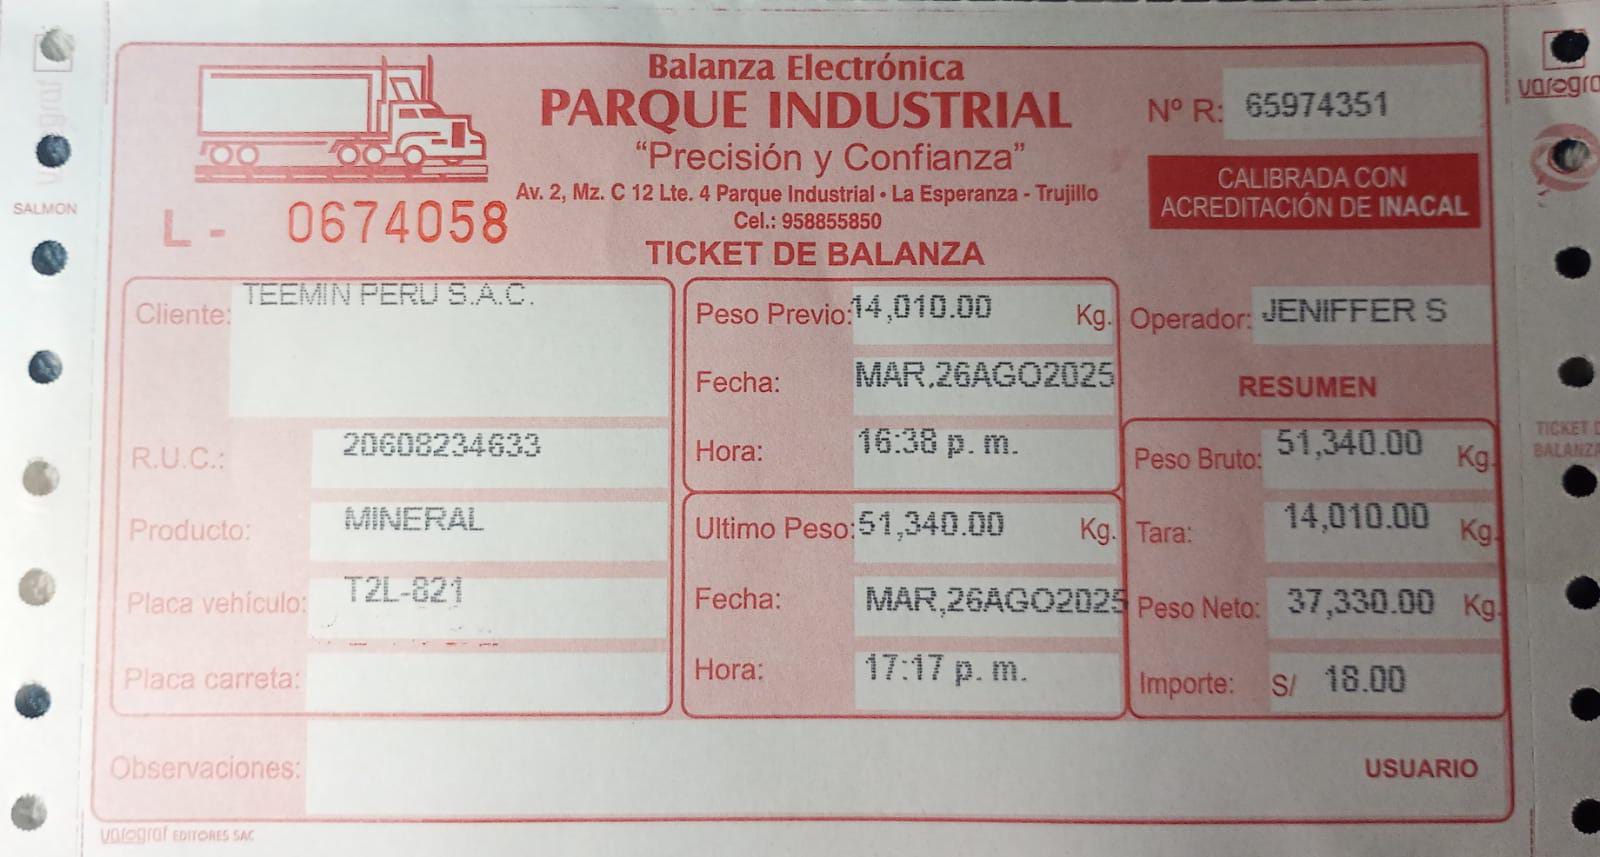 Balanza Electrónica
PARQUE INDUSTRIAL
“Precisión y Confianza”
Av. 2, Mz. C 12 Lte. 4 Parque Industrial • La Esperanza - Trujillo
Cel.: 958855850
TICKET DE BALANZA
L - 0674058
Nº R: 65974351
CALIBRADA CON
ACREDITACIÓN DE INACAL
Cliente: TEEMIN PERU S.A.C.
R.U.C.: 20608234633
Producto: MINERAL
Placa vehículo: T2L-821
Placa carreta:
Peso Previo: 14,010.00 Kg.
Fecha: MAR,26AGO2025
Hora: 16:38 p. m.
Ultimo Peso: 51,340.00 Kg.
Fecha: MAR,26AGO2025
Hora: 17:17 p. m.
Operador: JENIFFER S
RESUMEN
Peso Bruto: 51,340.00 Kg.
Tara: 14,010.00 Kg.
Peso Neto: 37,330.00 Kg.
Importe: S/ 18.00
Observaciones:
USUARIO
varograf EDITORES SAC
varograf
SALMON
varogra
TICKET D
BALANZA